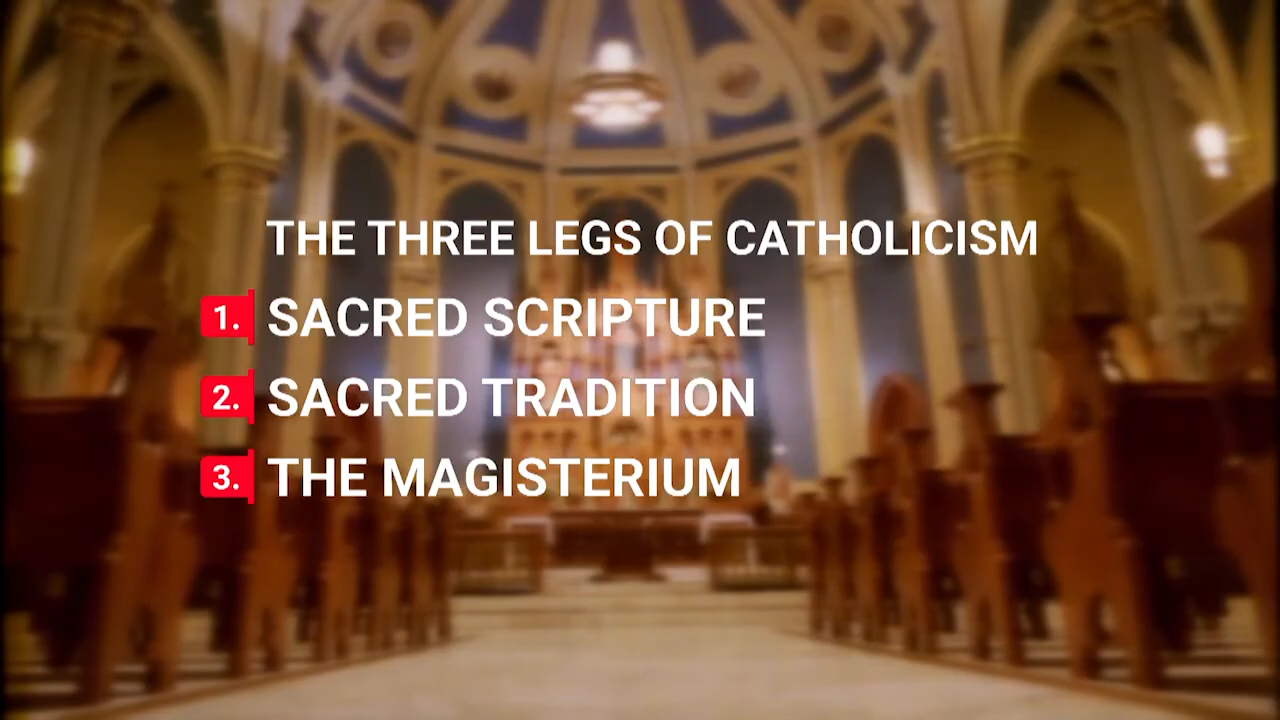 THE THREE LEGS OF CATHOLICISM
1. SACRED SCRIPTURE
2. SACRED TRADITION
3. THE MAGISTERIUM